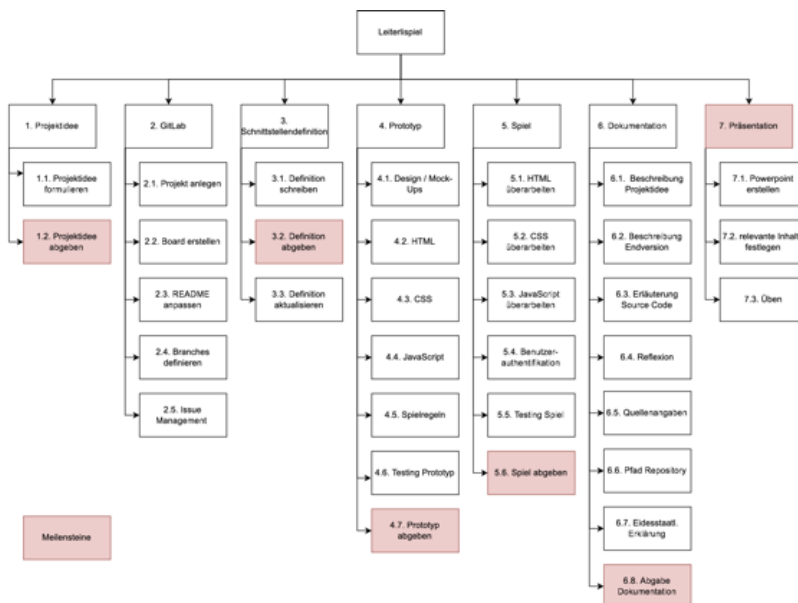 Leiterlispiel
1. Projektidee
2. GitLab
3.
Schnittstellendefinition
4. Prototyp
5. Spiel
6. Dokumentation
7. Präsentation
1.1. Projektidee
formulieren
1.2. Projektidee
abgeben
2.1. Projekt anlegen
2.2. Board erstellen
2.3. README
anpassen
2.4. Branches
definieren
2.5. Issue
Management
3.1. Definition
schreiben
3.2. Definition
abgeben
3.3. Definition
aktualisieren
4.1. Design / Mock-
Ups
4.2. HTML
4.3. CSS
4.4. JavaScript
4.5. Spielregeln
4.6. Testing Prototyp
4.7. Prototyp
abgeben
5.1. HTML
überarbeiten
5.2. CSS
überarbeiten
5.3. JavaScript
überarbeiten
5.4. Benutzer-
authentifikation
5.5. Testing Spiel
5.6. Spiel abgeben
6.1. Beschreibung
Projektidee
6.2. Beschreibung
Endversion
6.3. Erläuterung
Source Code
6.4. Reflexion
6.5. Quellenangaben
6.6. Pfad Repository
6.7. Eidesstaatl.
Erklärung
6.8. Abgabe
Dokumentation
7.1. Powerpoint
erstellen
7.2. relevante Inhalt
festlegen
7.3. Üben
Meilensteine